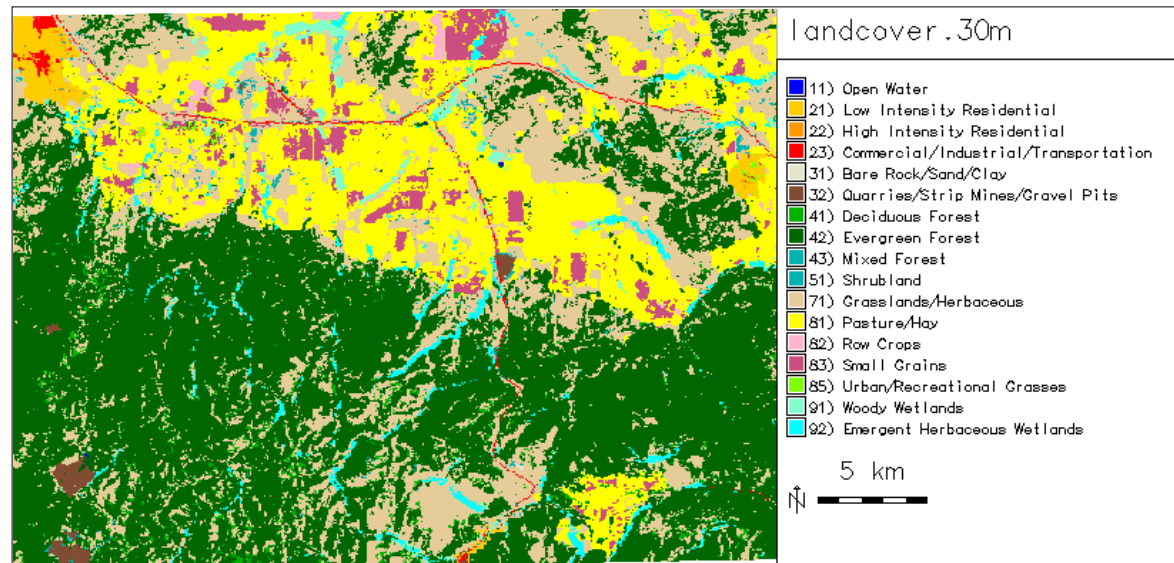 landcover.30m
11) Open Water
21) Low Intensity Residential
22) High Intensity Residential
23) Commercial/Industrial/Transportation
31) Bare Rock/Sand/Clay
32) Quarries/Strip Mines/Gravel Pits
41) Deciduous Forest
42) Evergreen Forest
43) Mixed Forest
51) Shrubland
71) Grasslands/Herbaceous
81) Pasture/Hay
82) Row Crops
83) Small Grains
85) Urban/Recreational Grasses
91) Woody Wetlands
92) Emergent Herbaceous Wetlands
5 km
N